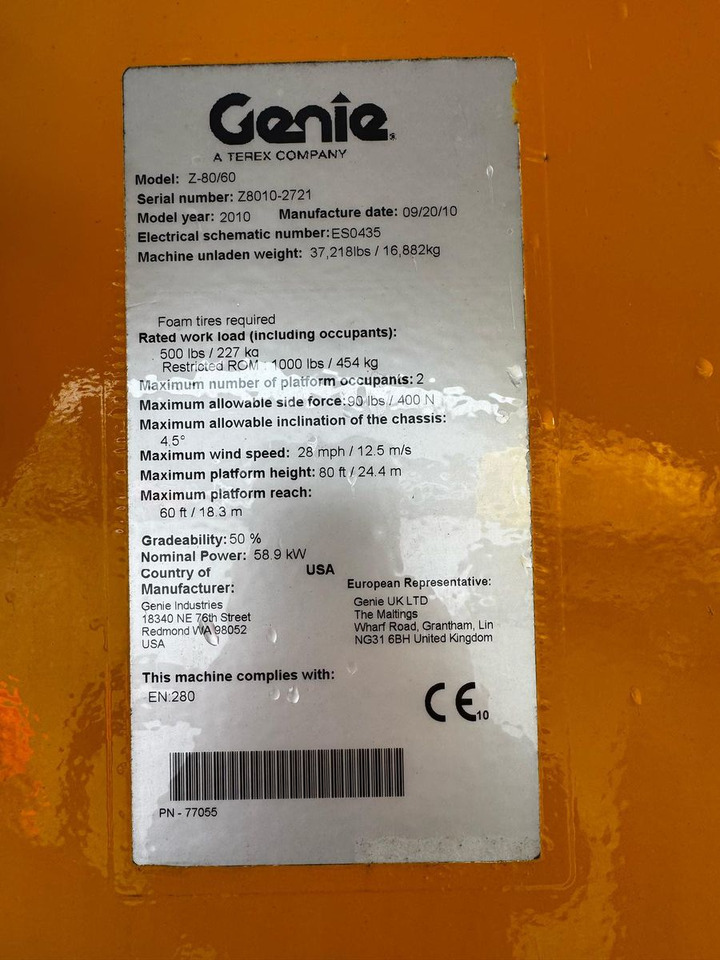 Genie
A TEREX COMPANY
Model: Z-80/60
Serial number: Z8010-2721
Model year: 2010 Manufacture date: 09/20/10
Electrical schematic number:ES0435
Machine unladen weight: 37,218lbs / 16,882kg
Foam tires required
Rated work load (including occupants):
500 lbs / 227 kg
Restricted ROM : 1000 lbs / 454 kg
Maximum number of platform occupants: 2
Maximum allowable side force:90 lbs / 400 N
Maximum allowable inclination of the chassis:
4.5°
Maximum wind speed: 28 mph / 12.5 m/s
Maximum platform height: 80 ft / 24.4 m
Maximum platform reach:
60 ft / 18.3 m
Gradeability: 50 %
Nominal Power: 58.9 kW
Country of USA
Manufacturer:
Genie Industries
18340 NE 76th Street
Redmond WA 98052
USA
European Representative:
Genie UK LTD
The Maltings
Wharf Road, Grantham, Lin
NG31 6BH United Kingdom
This machine complies with:
EN:280
CE 10
PN - 77055